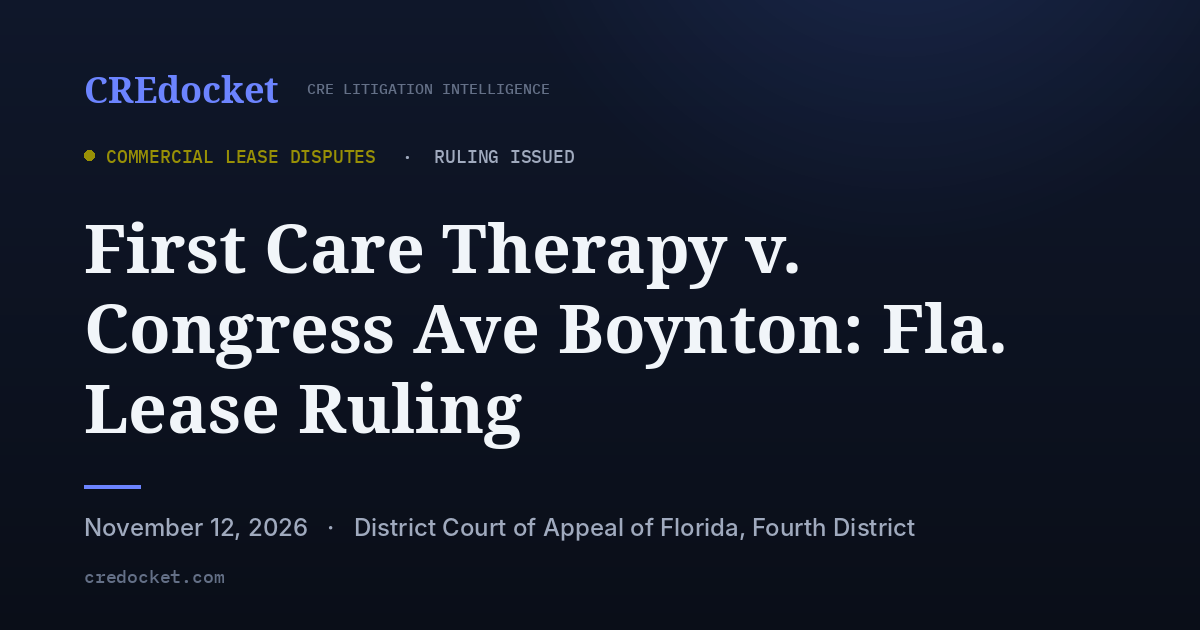 CREdocket CRE LITIGATION INTELLIGENCE
COMMERCIAL LEASE DISPUTES · RULING ISSUED
First Care Therapy v.
Congress Ave Boynton: Fla.
Lease Ruling
November 12, 2026 · District Court of Appeal of Florida, Fourth District
credocket.com